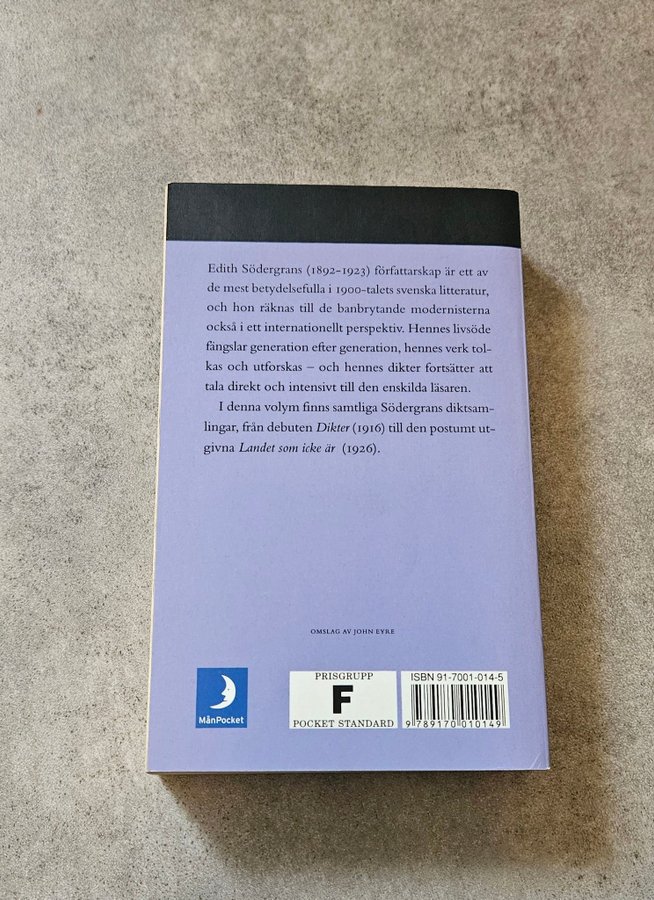 Edith Södergrans (1892–1923) författarskap är ett av
de mest betydelsefulla i 1900-talets svenska litteratur,
och hon räknas till de banbrytande modernisterna
också i ett internationellt perspektiv. Hennes livsöde
fängslar generation efter generation, hennes verk tol-
kas och utforskas – och hennes dikter fortsätter att
tala direkt och intensivt till den enskilda läsaren.
I denna volym finns samtliga Södergrans diktsam-
lingar, från debuten Dikter (1916) till den postumt ut-
givna Landet som icke är (1926).
OMSLAG AV JOHN EYRE
MånPocket
PRISGRUPP
F
POCKET STANDARD
ISBN 91-7001-014-5
9 789170 010149